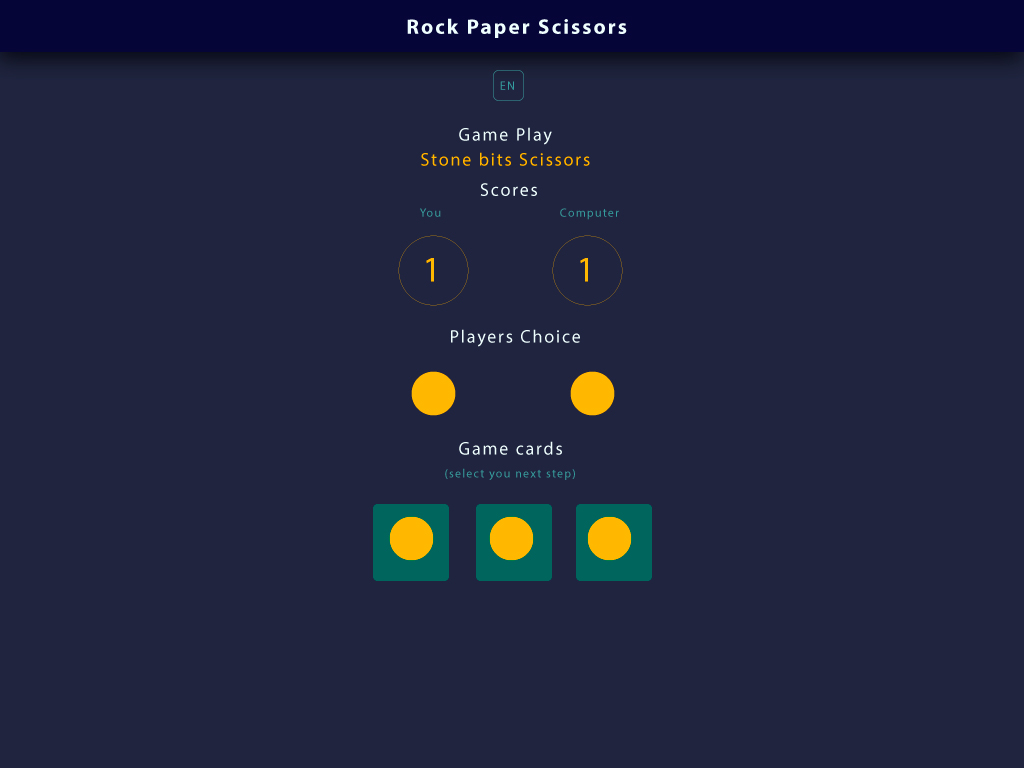 Rock Paper Scissors
EN
Game Play
Stone bits Scissors
Scores
You Computer
1 1
Players Choice
Game cards
(select you next step)